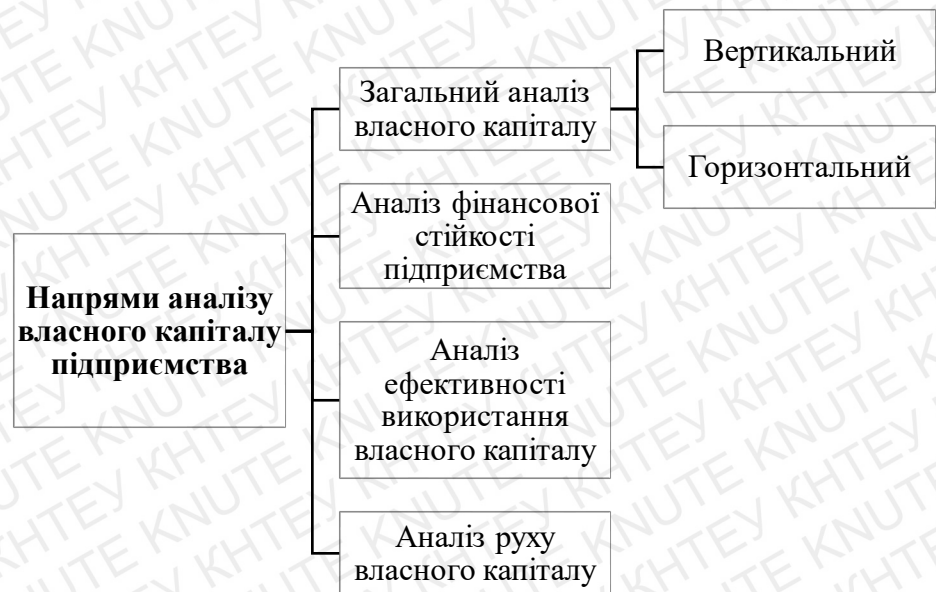 Напрями аналізу
власного капіталу
підприємства
Загальний аналіз
власного капіталу
Вертикальний
Горизонтальний
Аналіз фінансової
стійкості
підприємства
Аналіз
ефективності
використання
власного капіталу
Аналіз руху
власного капіталу